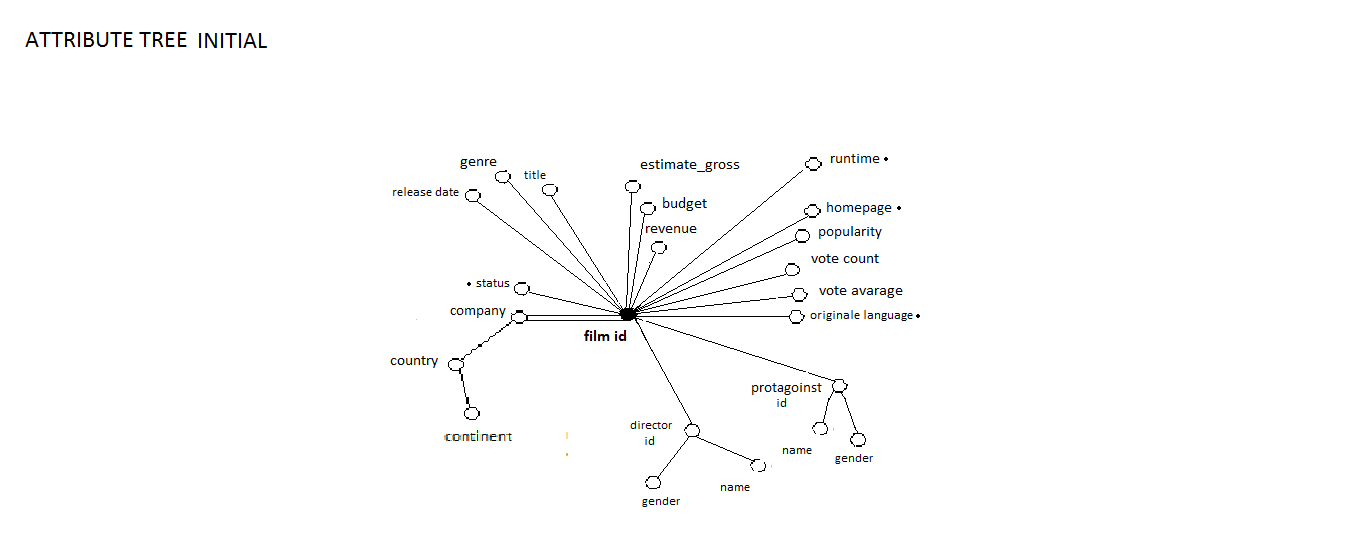 ATTRIBUTE TREE INITIAL
genre
title
estimate_gross
runtime •
release date
budget
homepage •
revenue
popularity
vote count
• status
vote avarage
company
originale language •
film id
country
protagoinst
id
continent
director
id
name
gender
name
gender